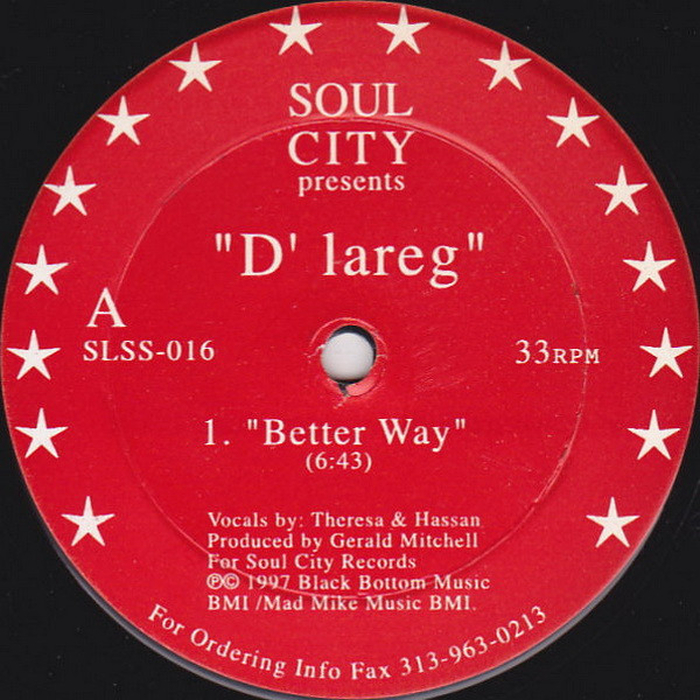 SOUL
CITY
presents
"D' lareg"
A
SLSS-016
33RPM
1. "Better Way"
(6:43)
Vocals by: Theresa & Hassan
Produced by Gerald Mitchell
For Soul City Records
℗© 1997 Black Bottom Music
BMI /Mad Mike Music BMI.
For Ordering Info Fax 313-963-0213